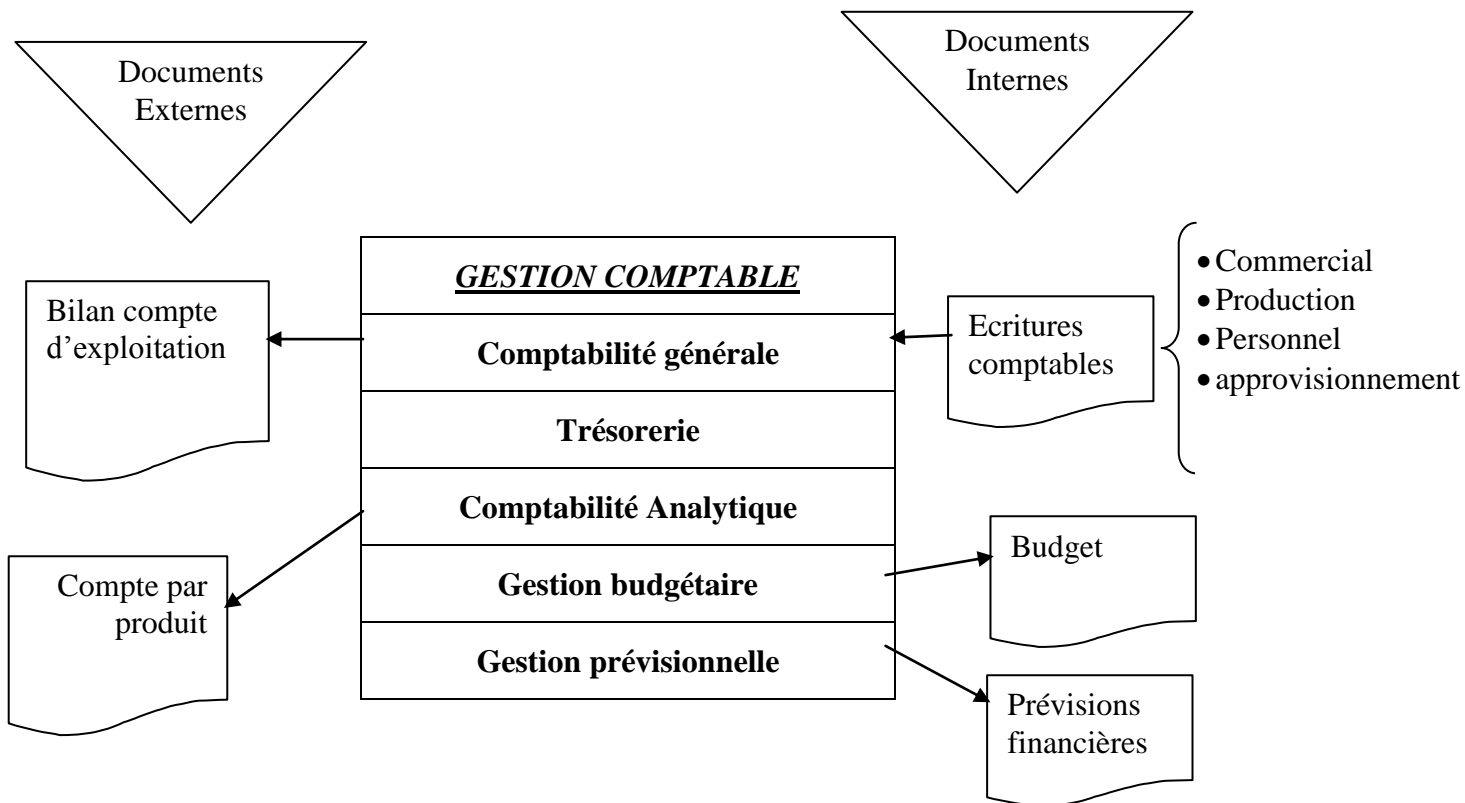 Documents
Externes
Documents
Internes
GESTION COMPTABLE
Comptabilité générale
Trésorerie
Comptabilité Analytique
Gestion budgétaire
Gestion prévisionnelle
Bilan compte
d’exploitation
Compte par
produit
Ecritures
comptables
•Commercial
•Production
•Personnel
•approvisionnement
Budget
Prévisions
financières